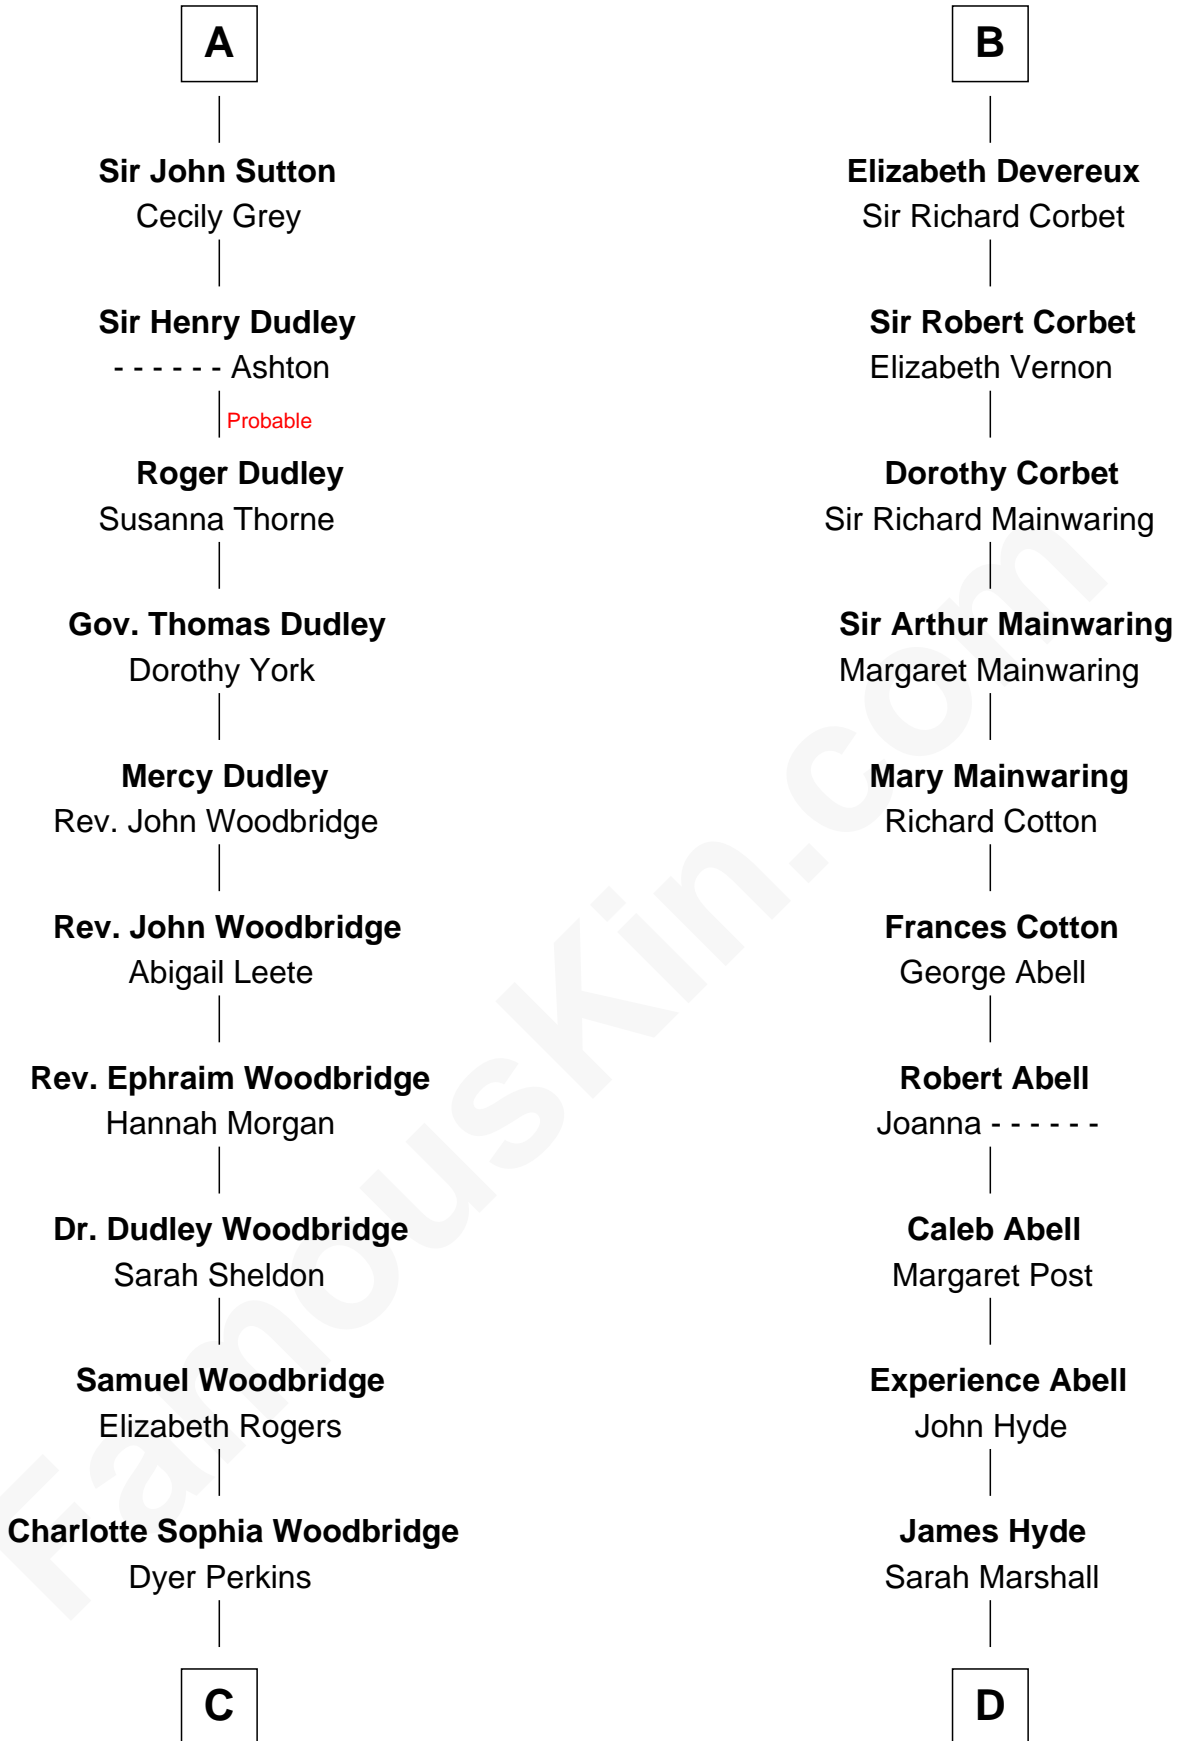 A
Sir John Sutton
Cecily Grey
Sir Henry Dudley
- - - - - - Ashton
Probable
Roger Dudley
Susanna Thorne
Gov. Thomas Dudley
Dorothy York
Mercy Dudley
Rev. John Woodbridge
Rev. John Woodbridge
Abigail Leete
Rev. Ephraim Woodbridge
Hannah Morgan
Dr. Dudley Woodbridge
Sarah Sheldon
Samuel Woodbridge
Elizabeth Rogers
Charlotte Sophia Woodbridge
Dyer Perkins
C
B
Elizabeth Devereux
Sir Richard Corbet
Sir Robert Corbet
Elizabeth Vernon
Dorothy Corbet
Sir Richard Mainwaring
Sir Arthur Mainwaring
Margaret Mainwaring
Mary Mainwaring
Richard Cotton
Frances Cotton
George Abell
Robert Abell
Joanna - - - - - -
Caleb Abell
Margaret Post
Experience Abell
John Hyde
James Hyde
Sarah Marshall
D
FamousKin.com